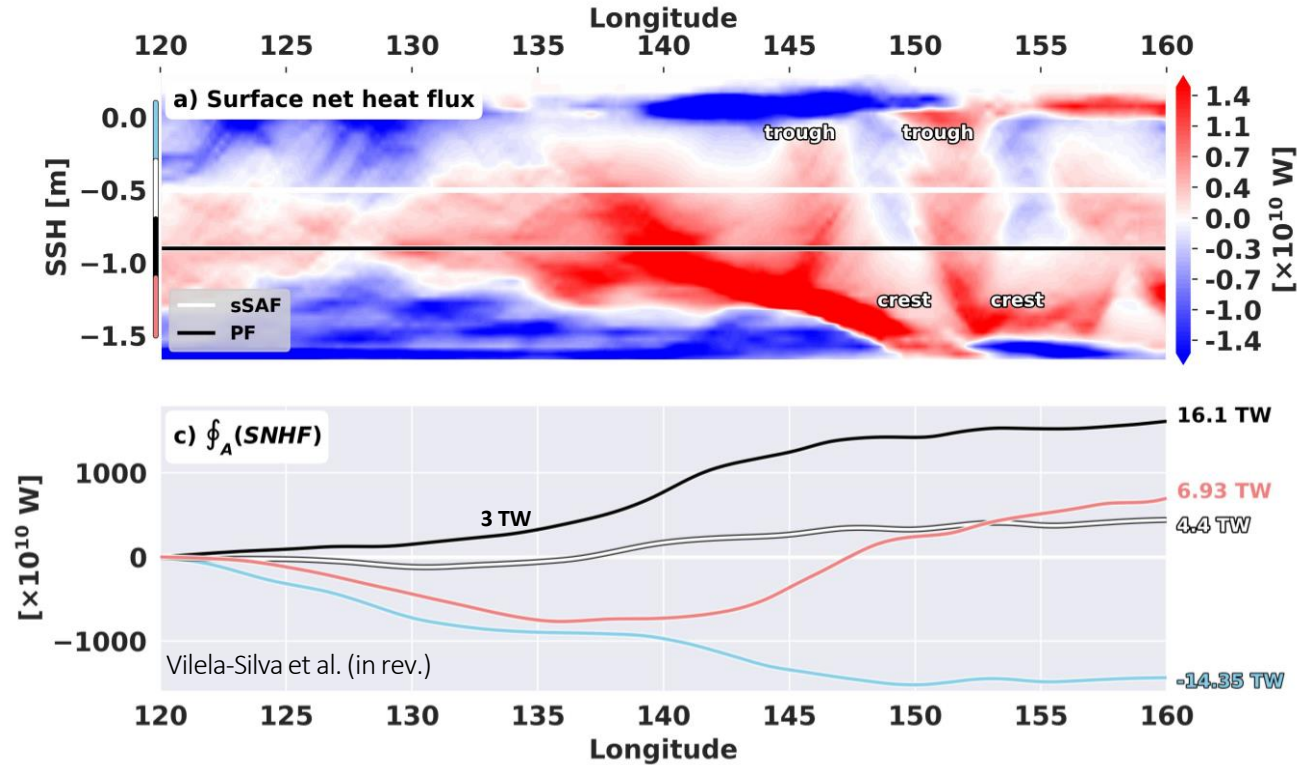 Longitude
120 125 130 135 140 145 150 155 160
a) Surface net heat flux
SSH [m]
0.0
−0.5
−1.0
−1.5
trough trough
crest crest
sSAF
PF
1.4
1.1
0.7
0.4
0.0
-0.3
-0.7
-1.0
-1.4
[×10¹⁰ W]
c) ∮_A(SNHF)
[×10¹⁰ W]
1000
0
−1000
3 TW
16.1 TW
6.93 TW
4.4 TW
-14.35 TW
Vilela-Silva et al. (in rev.)
120 125 130 135 140 145 150 155 160
Longitude